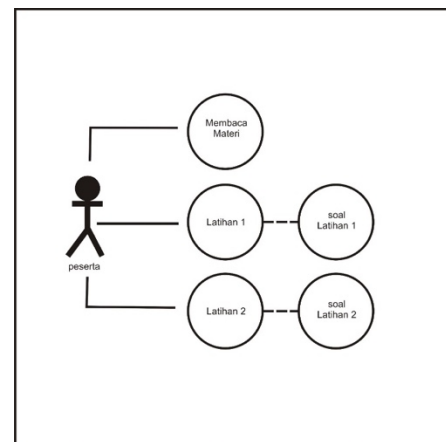 Membaca
Materi
Latihan 1
soal
Latihan 1
peserta
Latihan 2
soal
Latihan 2